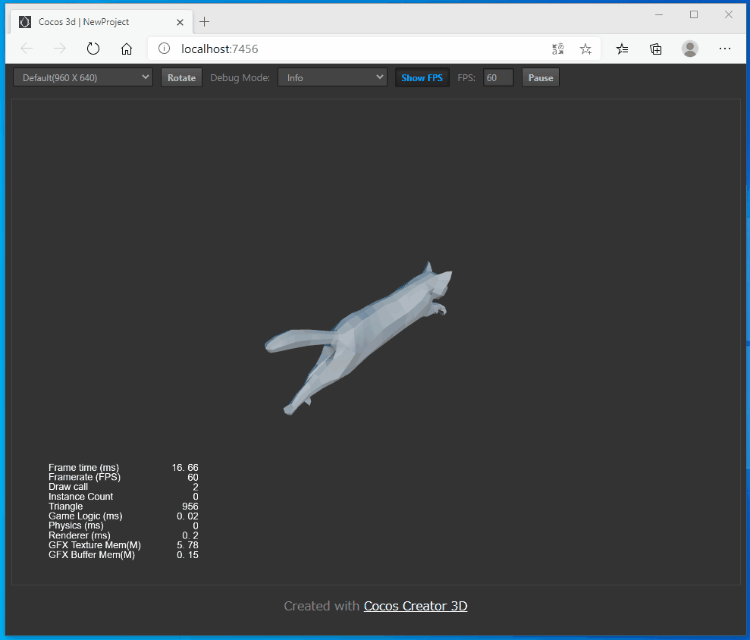 Cocos 3d | NewProject
localhost:7456
Default(960 X 640) Rotate Debug Mode: Info Show FPS FPS: 60 Pause
Frame time (ms) 16. 66
Framerate (FPS) 60
Draw call 2
Instance Count 0
Triangle 956
Game Logic (ms) 0. 02
Physics (ms) 0
Renderer (ms) 0. 2
GFX Texture Mem(M) 5. 78
GFX Buffer Mem(M) 0. 15
Created with Cocos Creator 3D